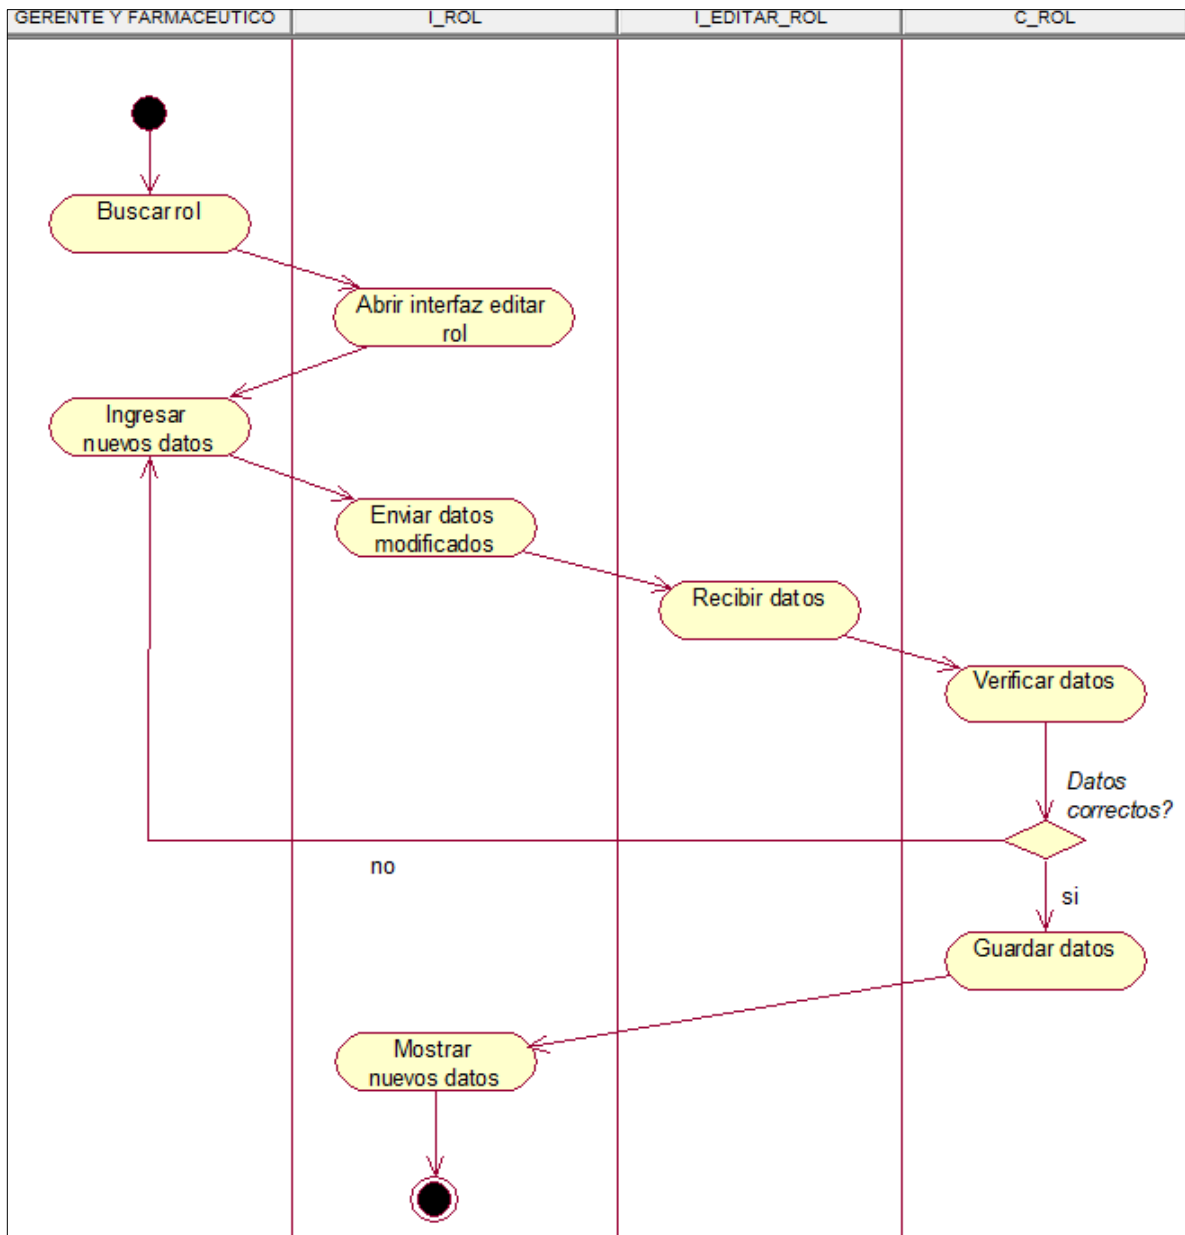 GERENTE Y FARMACEUTICO
I_ROL
I_EDITAR_ROL
C_ROL
Buscar rol
Abrir interfaz editar
rol
Ingresar
nuevos datos
Enviar datos
modificados
Recibir datos
Verificar datos
Datos
correctos?
no
si
Guardar datos
Mostrar
nuevos datos